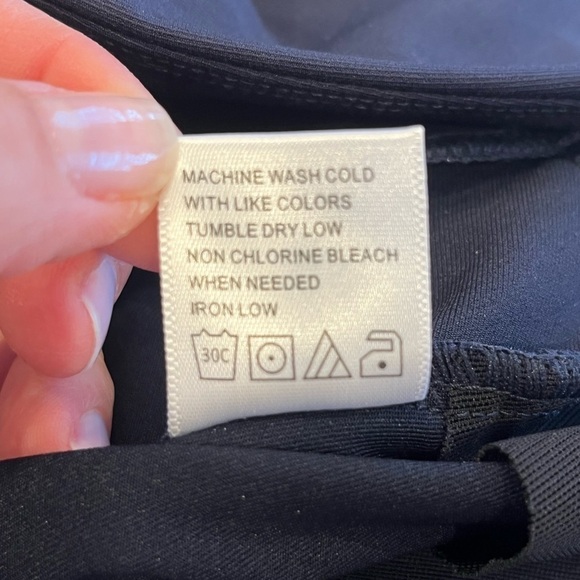 MACHINE WASH COLD
WITH LIKE COLORS
TUMBLE DRY LOW
NON CHLORINE BLEACH
WHEN NEEDED
IRON LOW
30C